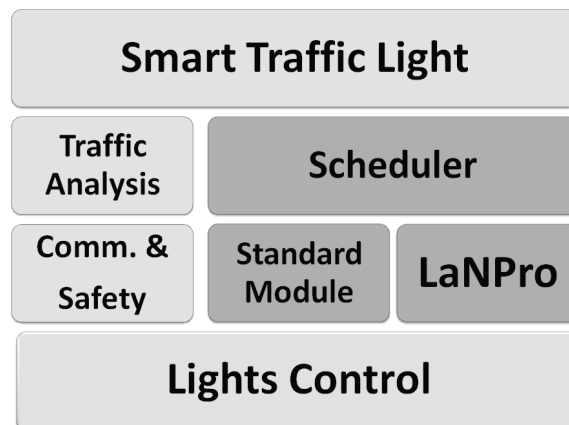 Smart Traffic Light
Traffic
Analysis
Scheduler
Comm. &
Safety
Standard
Module
LaNPro
Lights Control